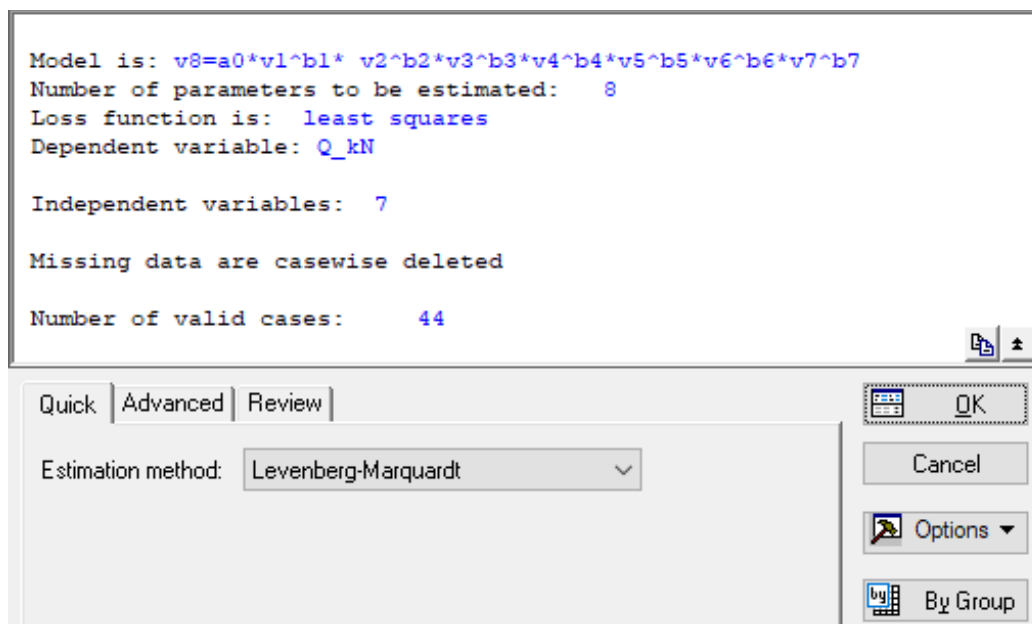 Model is: v8=a0*v1^b1* v2^b2*v3^b3*v4^b4*v5^b5*v6^b6*v7^b7
Number of parameters to be estimated: 8
Loss function is: least squares
Dependent variable: Q_kN
Independent variables: 7
Missing data are casewise deleted
Number of valid cases: 44
Quick Advanced Review
OK
Estimation method: Levenberg-Marquardt
Cancel
Options
by By Group